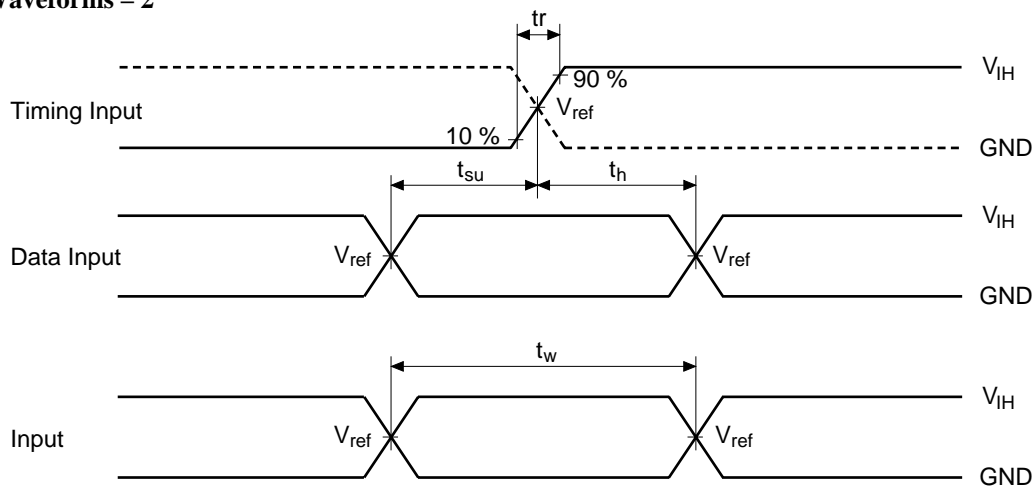 Waveforms – 2
tr
V_IH
90 %
Timing Input
V_ref
10 %
GND
t_su
t_h
V_IH
Data Input
V_ref
V_ref
GND
t_w
V_IH
Input
V_ref
V_ref
GND